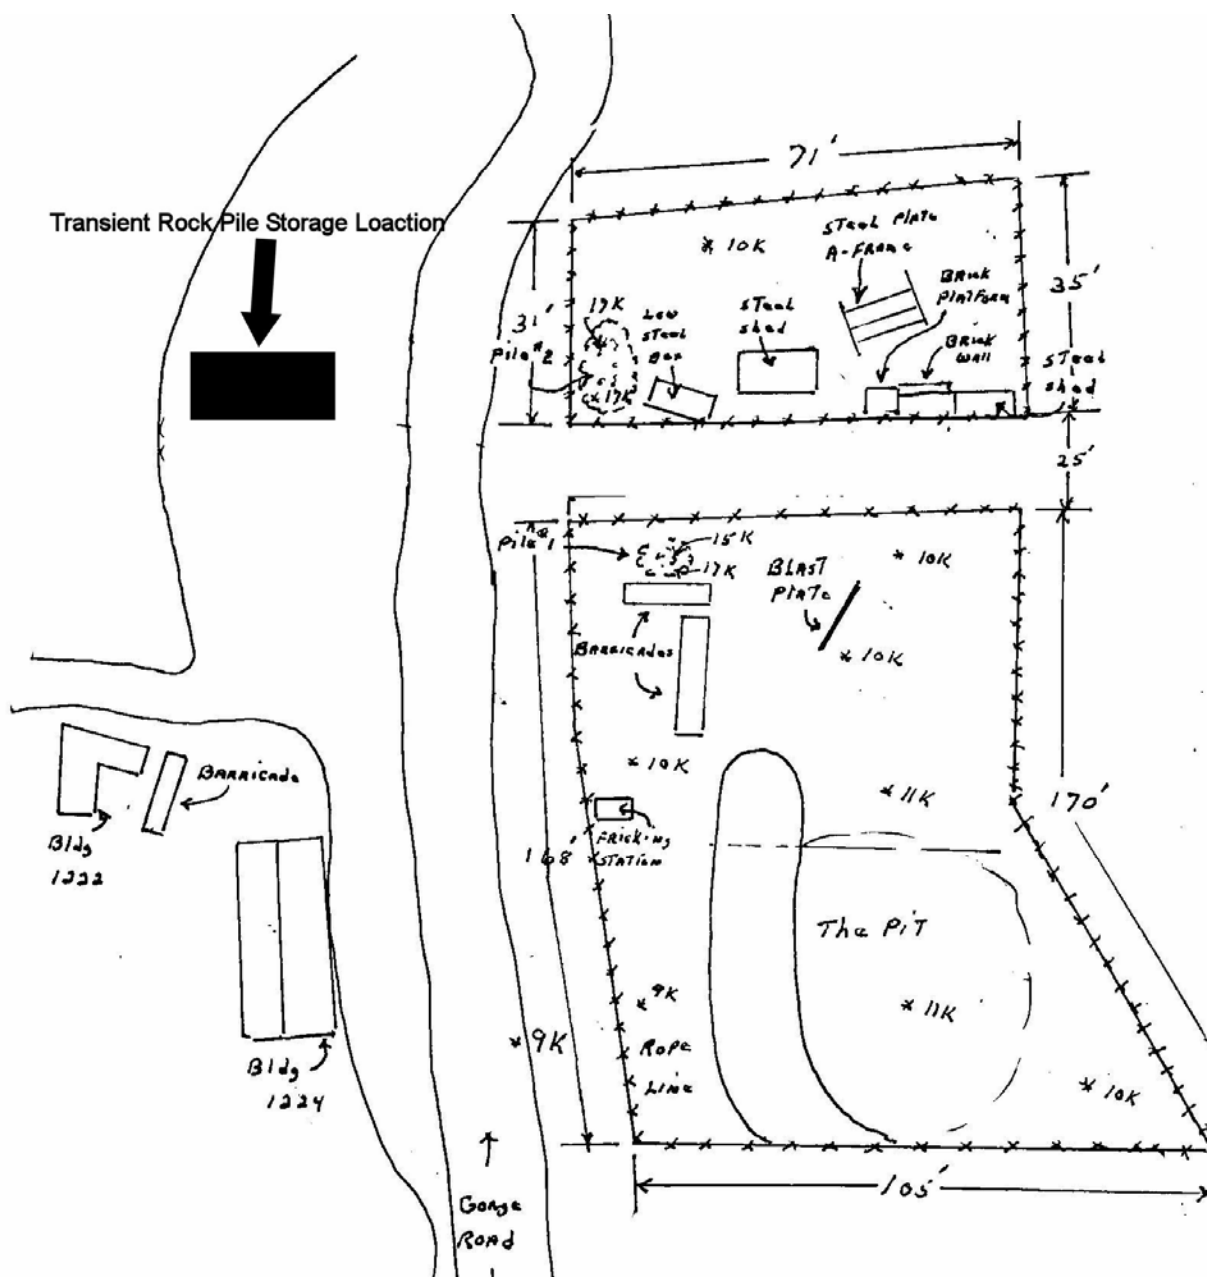 71'
Transient Rock Pile Storage Loaction
STEEL PLATE
A-FRAME
* 10K
Brick
Platform
35'
31'
17K
Low
STEEL
Box
STEEL
shed
Brick
Wall
Pile #2
STEEL
shed
x 17K
25'
Pile #1
15K
17K
* 10K
BLAST
PLATE
Barricades
* 10K
* 10K
* 11K
170'
Barricade
Bldg
1222
Fricking
STATION
168'
The PiT
* 9K
* 11K
Rope
Line
* 9K
Bldg
1224
* 10K
105'
Gorge
Road